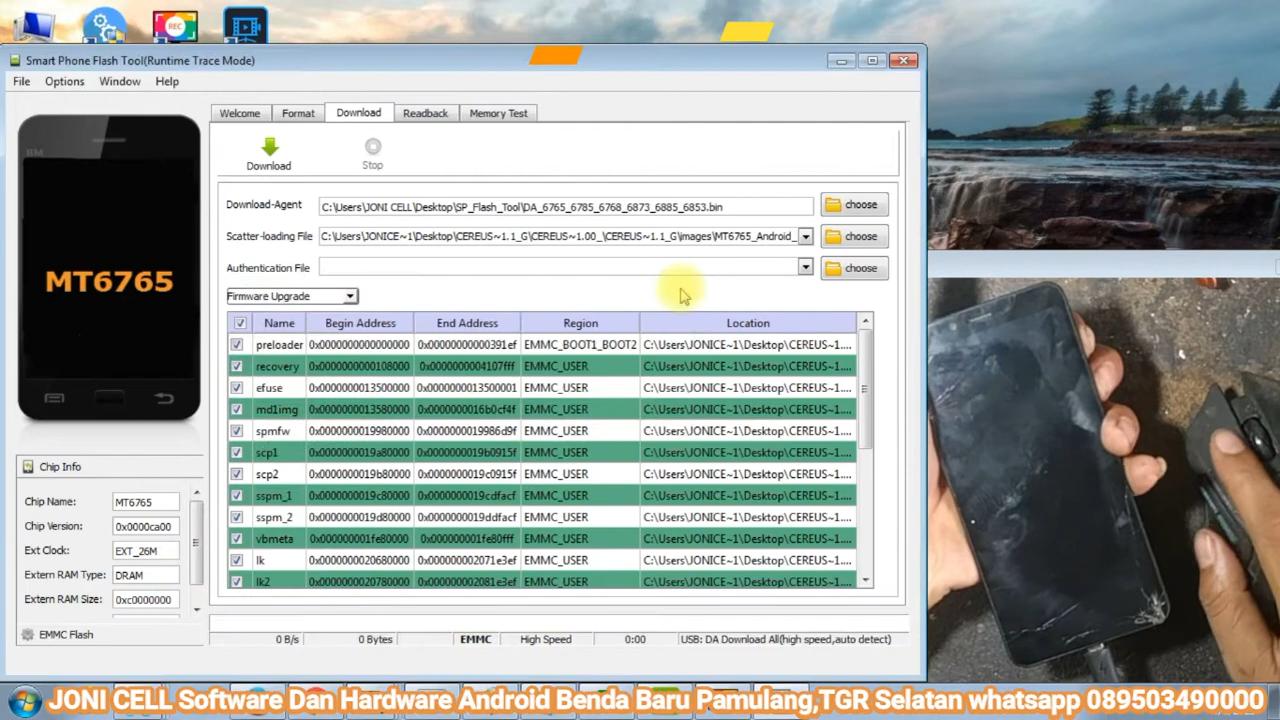 REC
Smart Phone Flash Tool(Runtime Trace Mode)
File Options Window Help
Welcome Format Download Readback Memory Test
BM
Download Stop
Download-Agent C:\Users\JONI CELL\Desktop\SP_Flash_Tool\DA_6765_6785_6768_6873_6885_6853.bin choose
Scatter-loading File C:\Users\JONICE~1\Desktop\CEREUS~1.1_G\CEREUS~1.00_\CEREUS~1.1_G\images\MT6765_Android_ choose
Authentication File choose
MT6765
Firmware Upgrade
Name Begin Address End Address Region Location
preloader 0x0000000000000000 0x00000000000391ef EMMC_BOOT1_BOOT2 C:\Users\JONICE~1\Desktop\CEREUS~1....
recovery 0x0000000000108000 0x0000000004107fff EMMC_USER C:\Users\JONICE~1\Desktop\CEREUS~1....
efuse 0x0000000013500000 0x0000000013500001 EMMC_USER C:\Users\JONICE~1\Desktop\CEREUS~1....
md1img 0x0000000013580000 0x0000000016b0cf4f EMMC_USER C:\Users\JONICE~1\Desktop\CEREUS~1....
spmfw 0x0000000019980000 0x0000000019986d9f EMMC_USER C:\Users\JONICE~1\Desktop\CEREUS~1....
scp1 0x0000000019a80000 0x0000000019b0915f EMMC_USER C:\Users\JONICE~1\Desktop\CEREUS~1....
scp2 0x0000000019b80000 0x0000000019c0915f EMMC_USER C:\Users\JONICE~1\Desktop\CEREUS~1....
sspm_1 0x0000000019c80000 0x0000000019cdfacf EMMC_USER C:\Users\JONICE~1\Desktop\CEREUS~1....
sspm_2 0x0000000019d80000 0x0000000019ddfacf EMMC_USER C:\Users\JONICE~1\Desktop\CEREUS~1....
vbmeta 0x000000001fe80000 0x000000001fe80fff EMMC_USER C:\Users\JONICE~1\Desktop\CEREUS~1....
lk 0x0000000020680000 0x000000002071e3ef EMMC_USER C:\Users\JONICE~1\Desktop\CEREUS~1....
lk2 0x0000000020780000 0x000000002081e3ef EMMC_USER C:\Users\JONICE~1\Desktop\CEREUS~1....
Chip Info
Chip Name: MT6765
Chip Version: 0x0000ca00
Ext Clock: EXT_26M
Extern RAM Type: DRAM
Extern RAM Size: 0xc0000000
EMMC Flash
0 B/s 0 Bytes EMMC High Speed 0:00 USB: DA Download All(high speed,auto detect)
JONI CELL Software Dan Hardware Android Benda Baru Pamulang,TGR Selatan whatsapp 089503490000